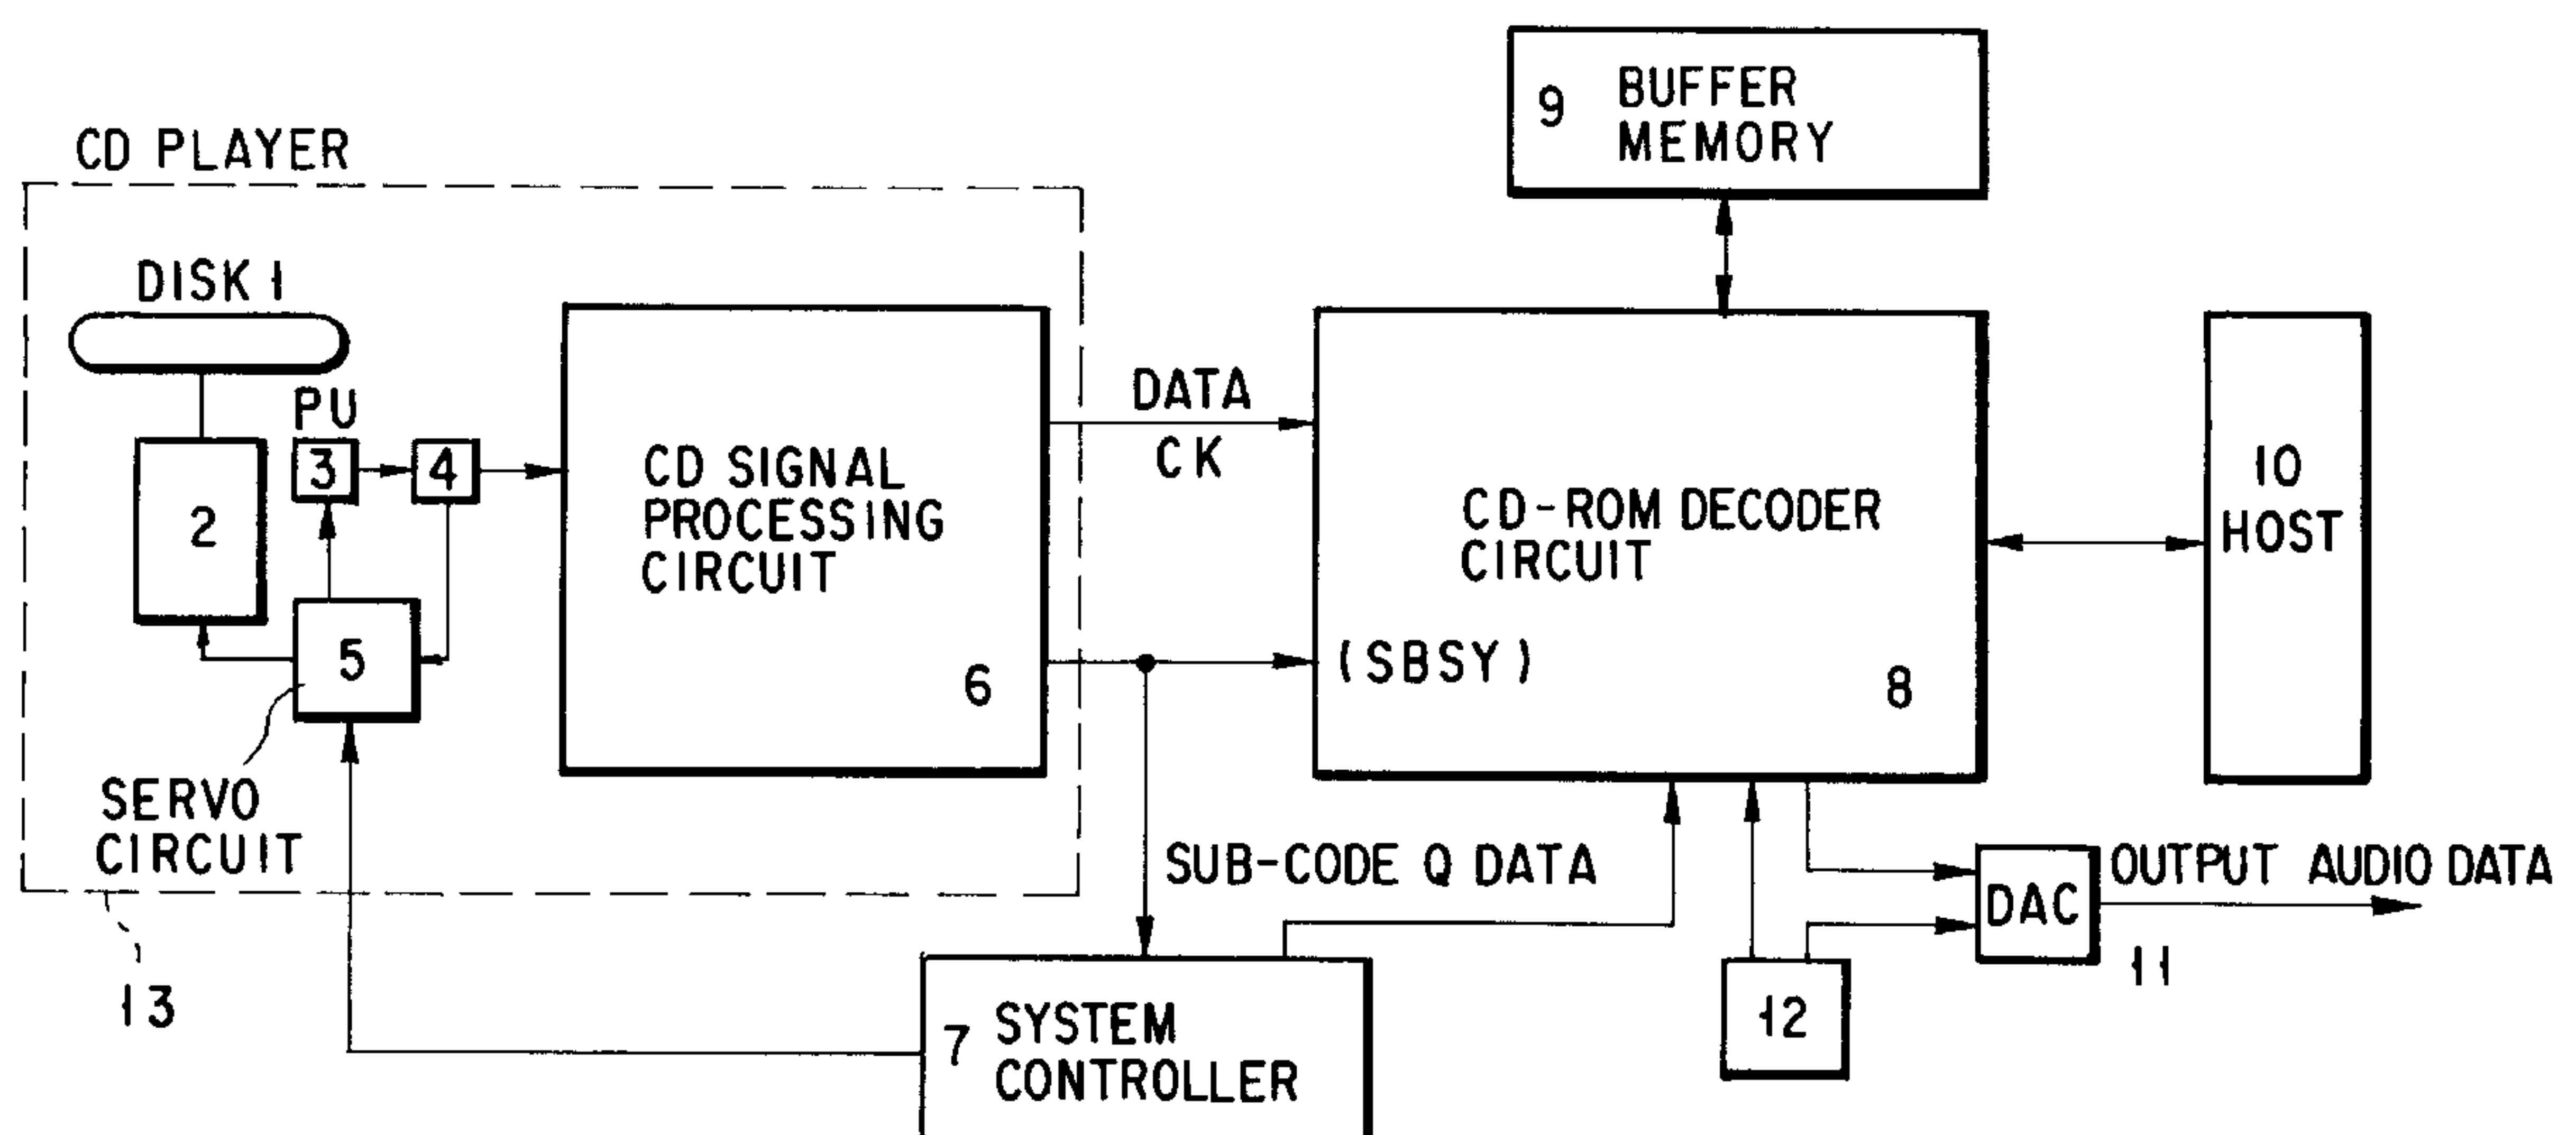 9 BUFFER
MEMORY
CD PLAYER
DISK 1
PU
3
4
2
5
SERVO
CIRCUIT
13
CD SIGNAL
PROCESSING
CIRCUIT
6
DATA
CK
CD-ROM DECODER
CIRCUIT
(SBSY)
8
10
HOST
SUB-CODE Q DATA
7 SYSTEM
CONTROLLER
12
DAC
11
OUTPUT AUDIO DATA